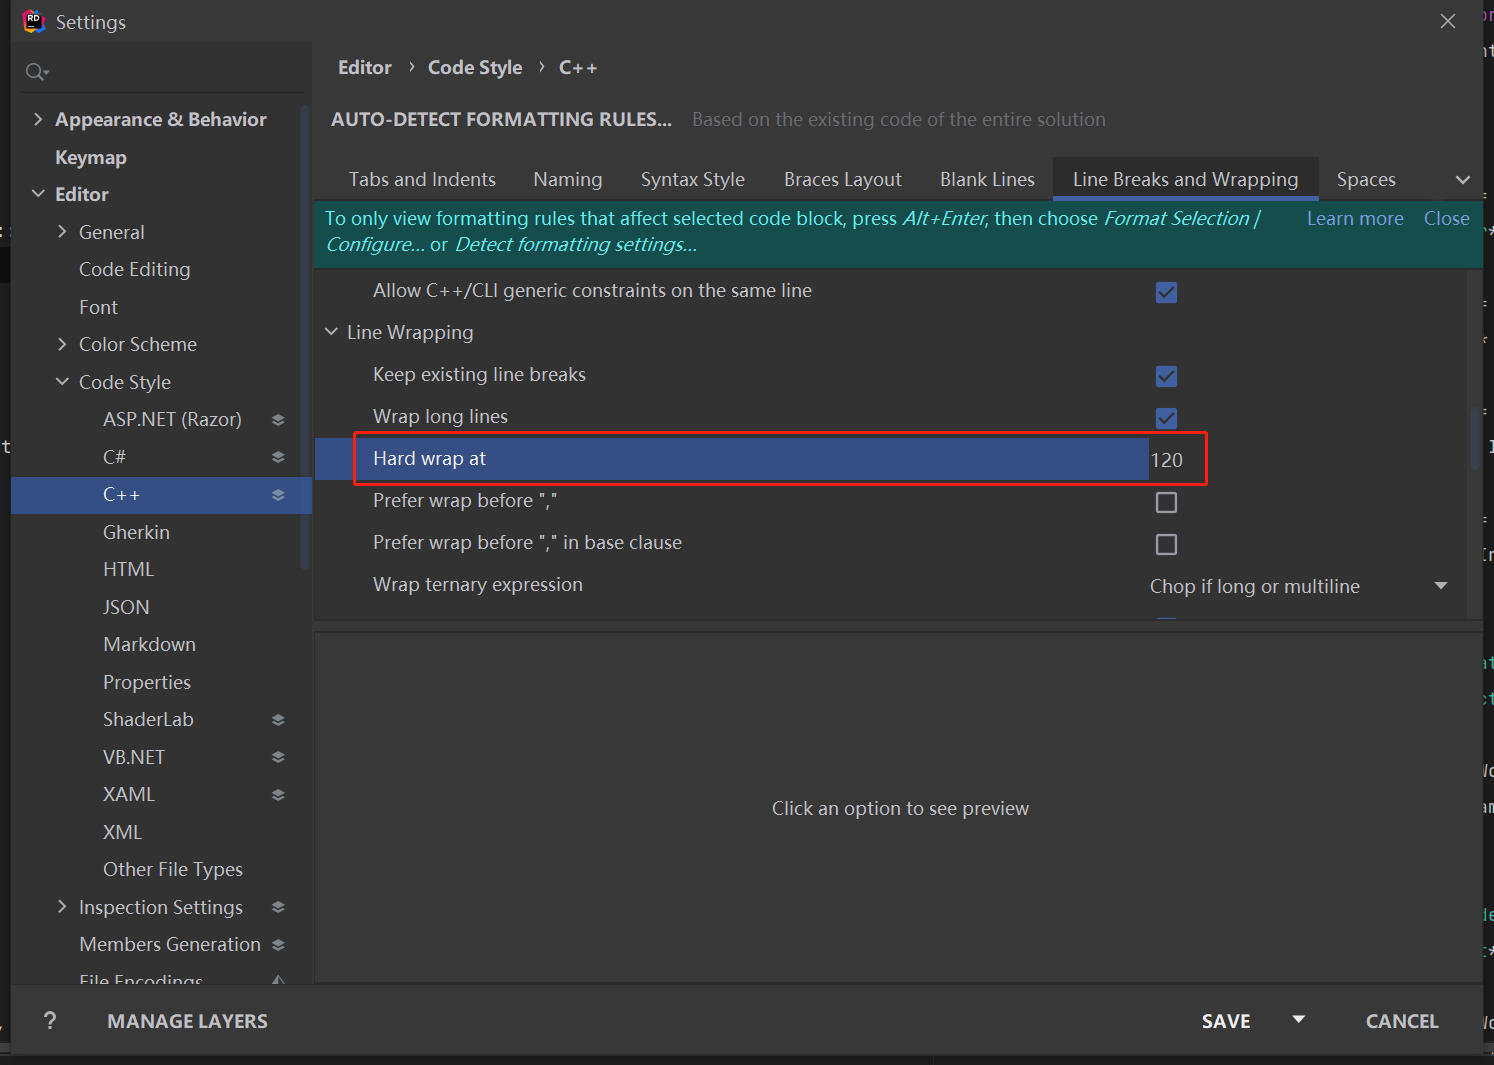 RD
Settings
Editor › Code Style › C++
AUTO-DETECT FORMATTING RULES... Based on the existing code of the entire solution
Appearance & Behavior
Keymap
Editor
General
Code Editing
Font
Color Scheme
Code Style
ASP.NET (Razor)
C#
C++
Gherkin
HTML
JSON
Markdown
Properties
ShaderLab
VB.NET
XAML
XML
Other File Types
Inspection Settings
Members Generation
File Encodings
Tabs and Indents Naming Syntax Style Braces Layout Blank Lines Line Breaks and Wrapping Spaces
To only view formatting rules that affect selected code block, press Alt+Enter, then choose Format Selection | Learn more Close
Configure... or Detect formatting settings...
Allow C++/CLI generic constraints on the same line
Line Wrapping
Keep existing line breaks
Wrap long lines
Hard wrap at 120
Prefer wrap before ","
Prefer wrap before "," in base clause
Wrap ternary expression Chop if long or multiline
Click an option to see preview
? MANAGE LAYERS SAVE CANCEL